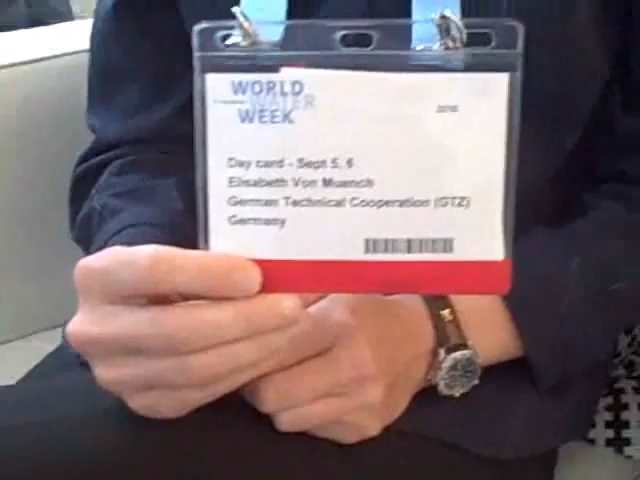 WORLD
WATER
WEEK
2010
Day card - Sept 5, 6
Elisabeth Von Muench
German Technical Cooperation (GTZ)
Germany